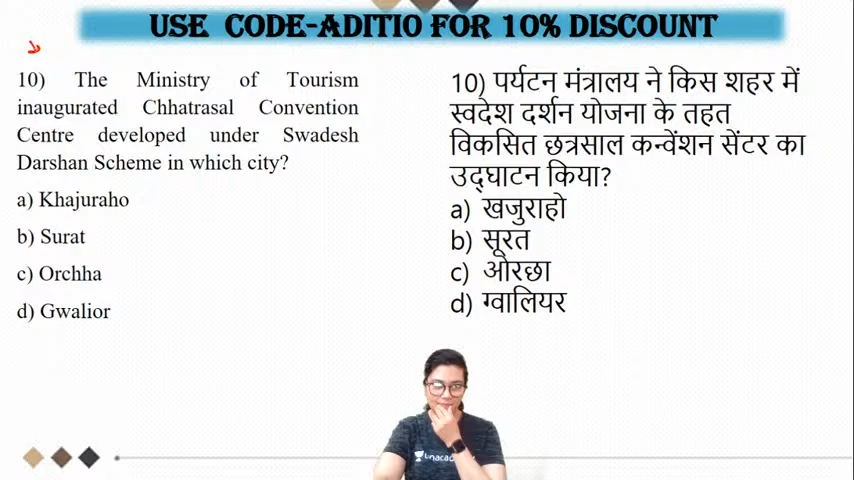 USE CODE-ADITIO FOR 10% DISCOUNT
10) The Ministry of Tourism
inaugurated Chhatrasal Convention
Centre developed under Swadesh
Darshan Scheme in which city?
a) Khajuraho
b) Surat
c) Orchha
d) Gwalior
10) पर्यटन मंत्रालय ने किस शहर में
स्वदेश दर्शन योजना के तहत
विकसित छत्रसाल कन्वेंशन सेंटर का
उद्घाटन किया?
a) खजुराहो
b) सूरत
c) ओरछा
d) ग्वालियर